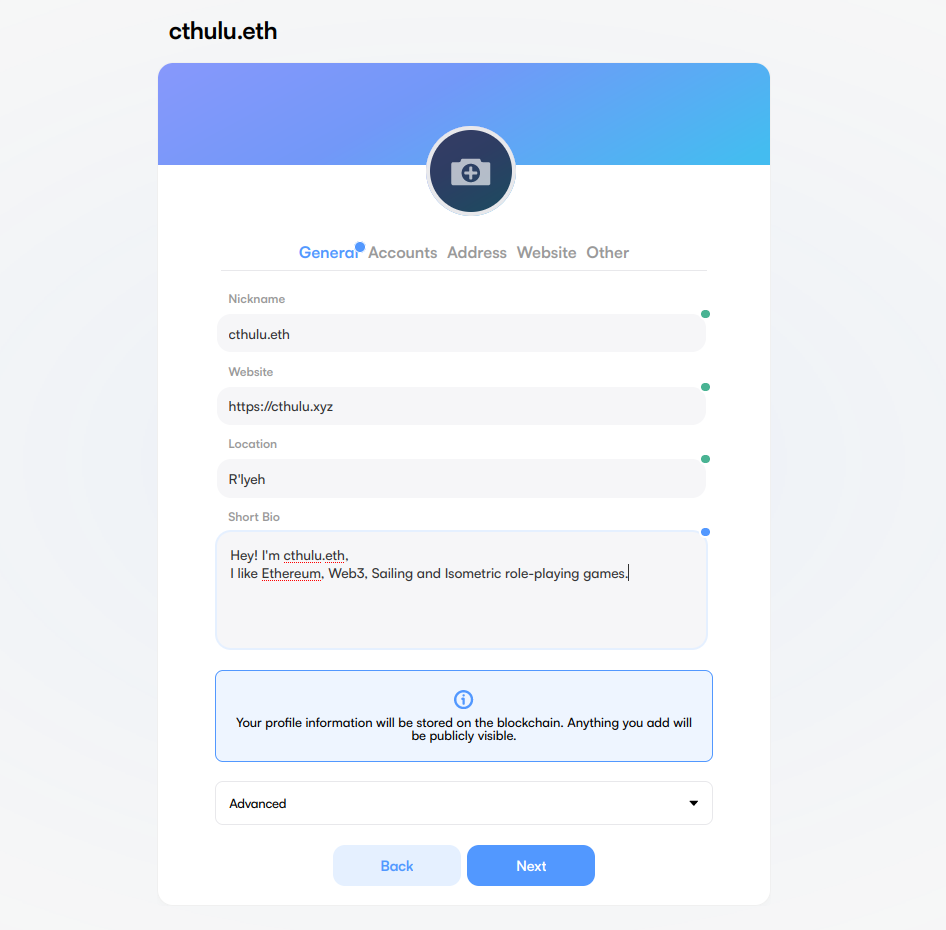 cthulu.eth
General Accounts Address Website Other
Nickname
cthulu.eth
Website
https://cthulu.xyz
Location
R'lyeh
Short Bio
Hey! I'm cthulu.eth,
I like Ethereum, Web3, Sailing and Isometric role-playing games.
Your profile information will be stored on the blockchain. Anything you add will
be publicly visible.
Advanced
Back Next